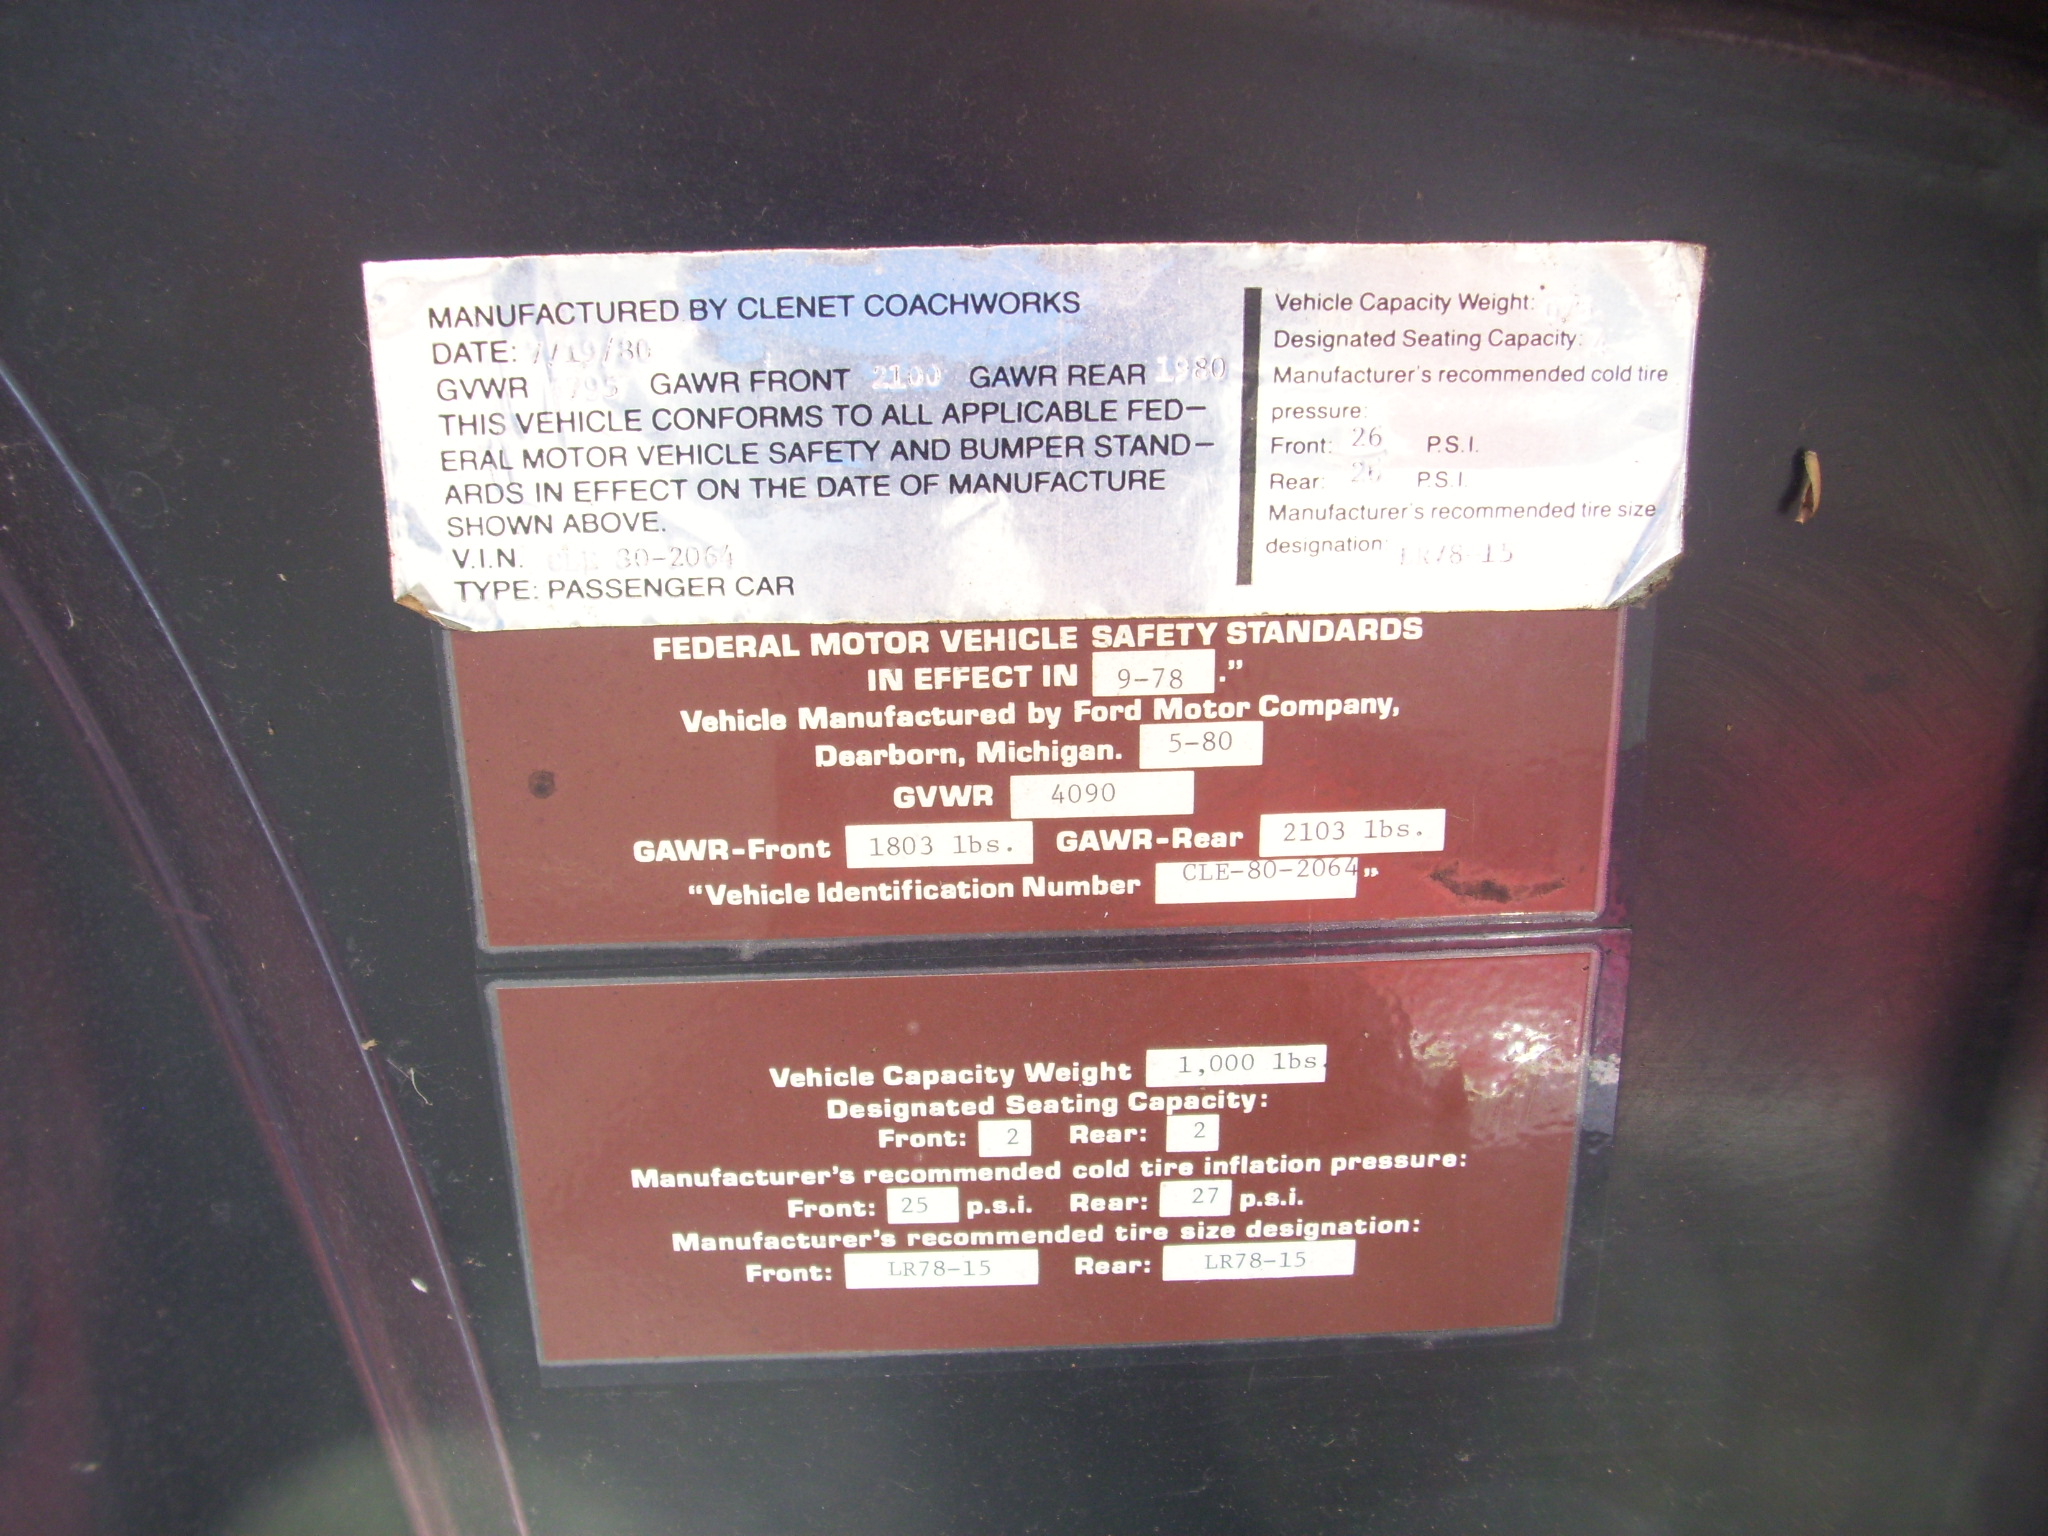 MANUFACTURED BY CLENET COACHWORKS
DATE: 7/19/80
GVWR GAWR FRONT 2100 GAWR REAR 1980
THIS VEHICLE CONFORMS TO ALL APPLICABLE FED–
ERAL MOTOR VEHICLE SAFETY AND BUMPER STAND–
ARDS IN EFFECT ON THE DATE OF MANUFACTURE
SHOWN ABOVE.
V.I.N. CLE 80-2064
TYPE: PASSENGER CAR
Vehicle Capacity Weight:
Designated Seating Capacity:
Manufacturer's recommended cold tire
pressure:
Front: 26 P.S.I.
Rear: 26 P.S.I.
Manufacturer's recommended tire size
designation: LR78-15
FEDERAL MOTOR VEHICLE SAFETY STANDARDS
IN EFFECT IN 9-78 ."
Vehicle Manufactured by Ford Motor Company,
Dearborn, Michigan. 5-80
GVWR 4090
GAWR-Front 1803 lbs. GAWR-Rear 2103 lbs.
"Vehicle Identification Number CLE-80-2064"
Vehicle Capacity Weight 1,000 lbs.
Designated Seating Capacity:
Front: 2 Rear: 2
Manufacturer's recommended cold tire inflation pressure:
Front: 25 p.s.i. Rear: 27 p.s.i.
Manufacturer's recommended tire size designation:
Front: LR78-15 Rear: LR78-15